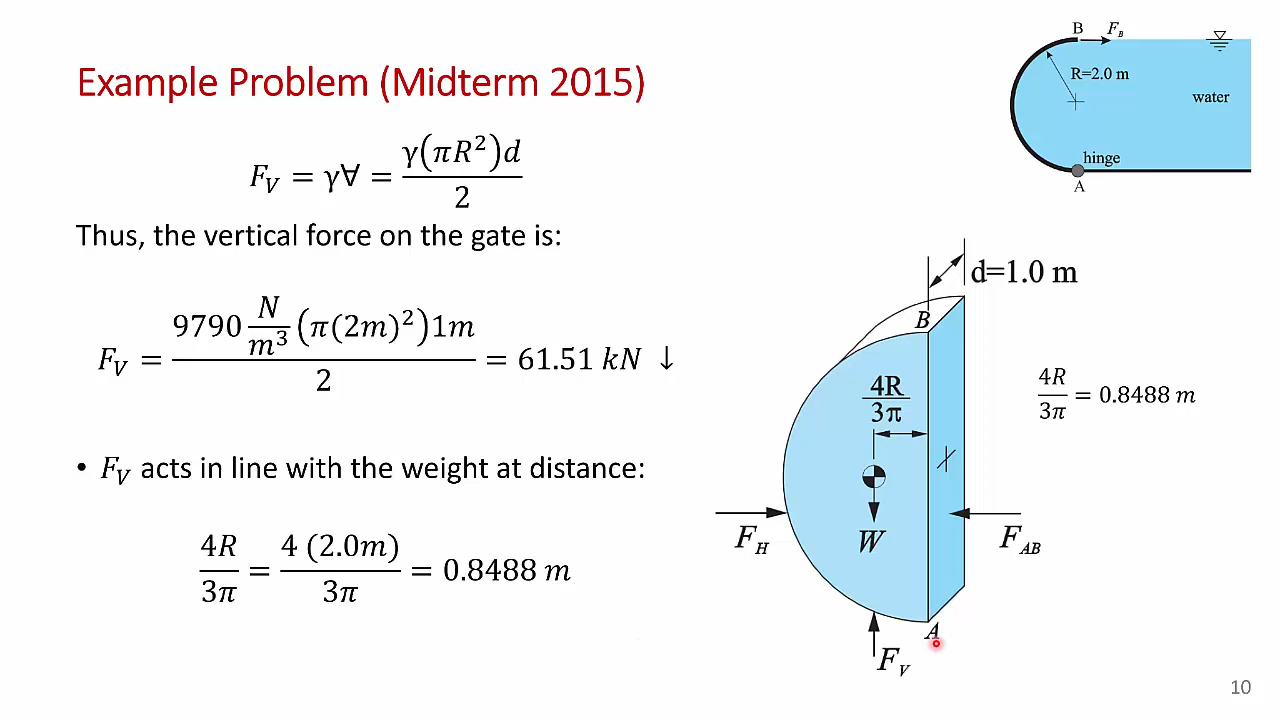 Example Problem (Midterm 2015)
F_V = γ∀ = γ(πR²)d / 2
Thus, the vertical force on the gate is:
F_V = 9790 N/m³ (π(2m)²)1m / 2 = 61.51 kN ↓
• F_V acts in line with the weight at distance:
4R/3π = 4 (2.0m)/3π = 0.8488 m
B F_B
R=2.0 m
water
hinge
A
d=1.0 m
B
4R/3π
4R/3π = 0.8488 m
F_H
W
F_AB
A
F_V
10